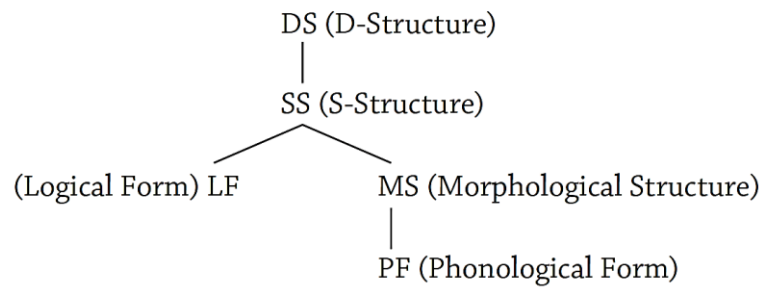 DS (D-Structure)
SS (S-Structure)
(Logical Form) LF MS (Morphological Structure)
PF (Phonological Form)